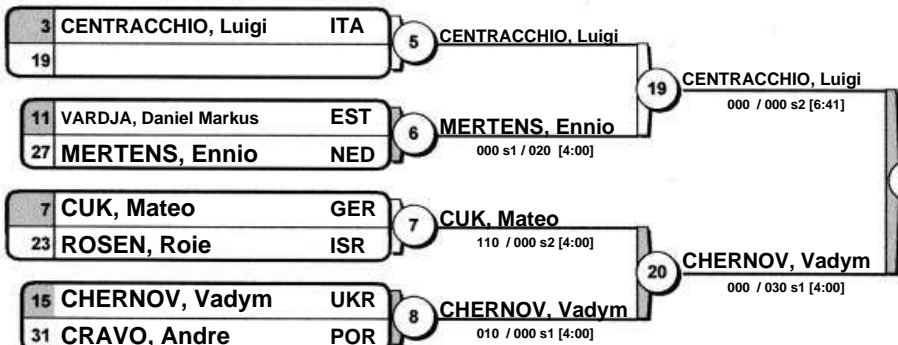 3 CENTRACCHIO, Luigi ITA
19
5 CENTRACCHIO, Luigi
11 VARDJA, Daniel Markus EST
27 MERTENS, Ennio NED
6 MERTENS, Ennio
000 s1 / 020 [4:00]
19 CENTRACCHIO, Luigi
000 / 000 s2 [6:41]
7 CUK, Mateo GER
23 ROSEN, Roie ISR
7 CUK, Mateo
110 / 000 s2 [4:00]
15 CHERNOV, Vadym UKR
31 CRAVO, Andre POR
8 CHERNOV, Vadym
010 / 000 s1 [4:00]
20 CHERNOV, Vadym
000 / 030 s1 [4:00]